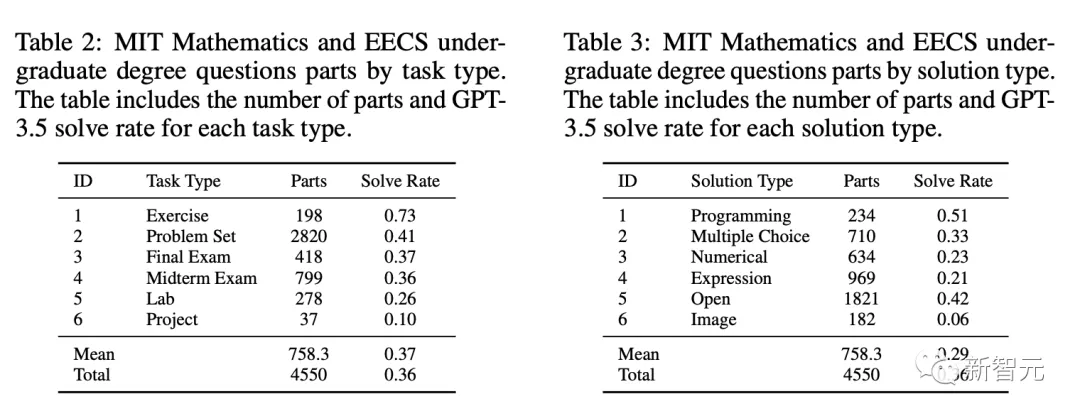 Table 2: MIT Mathematics and EECS under-
graduate degree questions parts by task type.
The table includes the number of parts and GPT-
3.5 solve rate for each task type.
ID Task Type Parts Solve Rate
1 Exercise 198 0.73
2 Problem Set 2820 0.41
3 Final Exam 418 0.37
4 Midterm Exam 799 0.36
5 Lab 278 0.26
6 Project 37 0.10
Mean 758.3 0.37
Total 4550 0.36
Table 3: MIT Mathematics and EECS under-
graduate degree questions parts by solution type.
The table includes the number of parts and GPT-
3.5 solve rate for each solution type.
ID Solution Type Parts Solve Rate
1 Programming 234 0.51
2 Multiple Choice 710 0.33
3 Numerical 634 0.23
4 Expression 969 0.21
5 Open 1821 0.42
6 Image 182 0.06
Mean 758.3 0.29
Total 4550
新智元